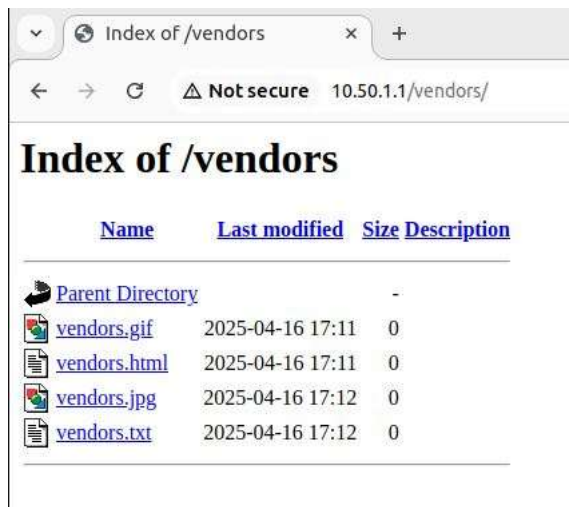 Index of /vendors
Not secure 10.50.1.1/vendors/
Index of /vendors
Name Last modified Size Description
Parent Directory -
vendors.gif 2025-04-16 17:11 0
vendors.html 2025-04-16 17:11 0
vendors.jpg 2025-04-16 17:12 0
vendors.txt 2025-04-16 17:12 0